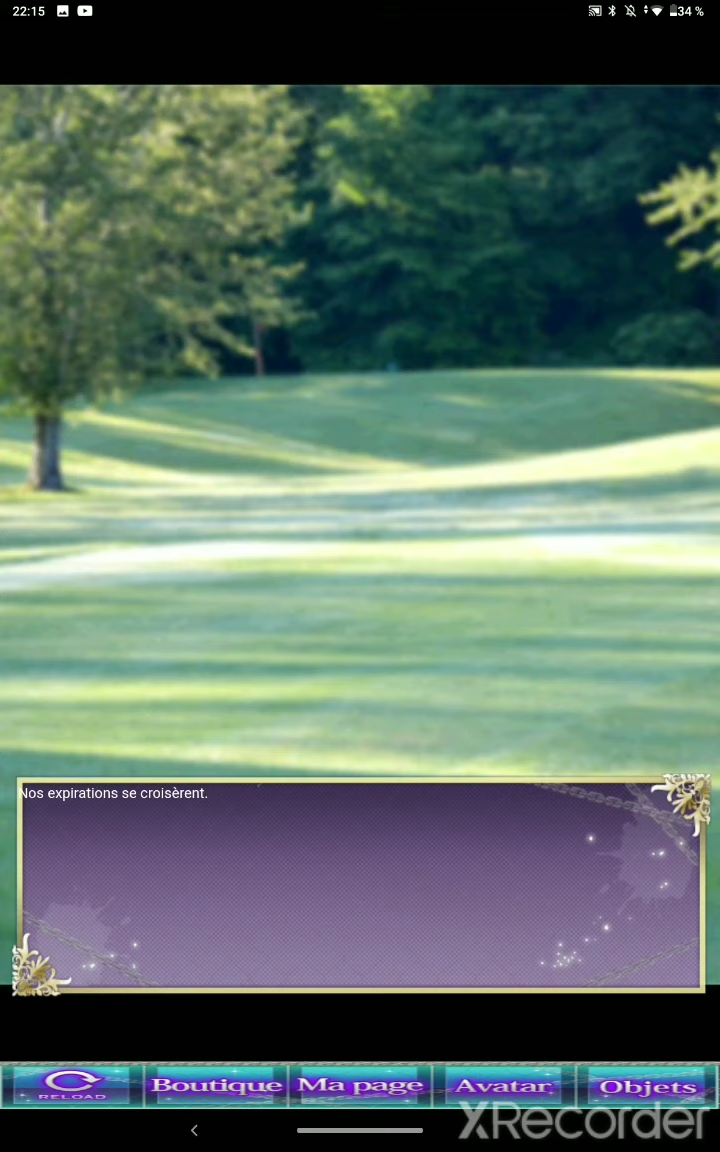 22:15
34 %
Nos expirations se croisèrent.
RELOAD
Boutique
Ma page
Avatar
Objets
XRecorder